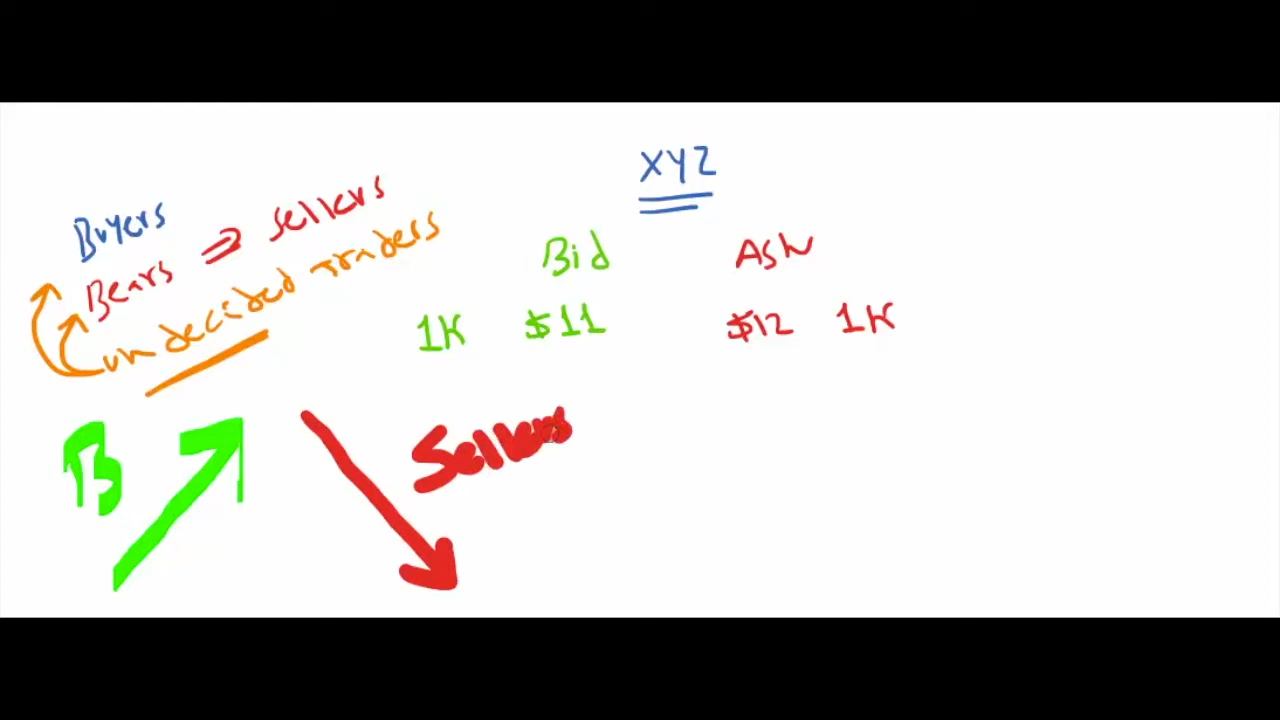 XYZ
Buyers
Bears ⇒ sellers
undecided traders
Bid Ask
1K $11 $12 1K
B
Sellers